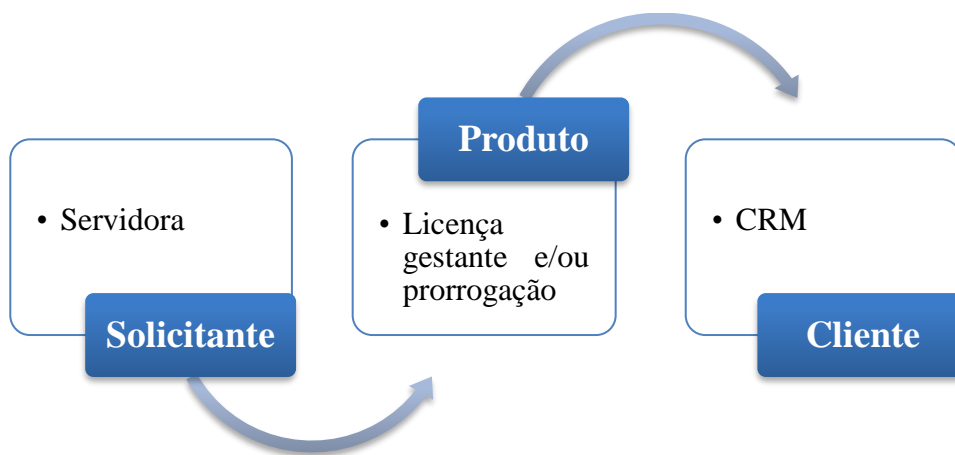 • Servidora
Solicitante
Produto
• Licença
gestante e/ou
prorrogação
• CRM
Cliente